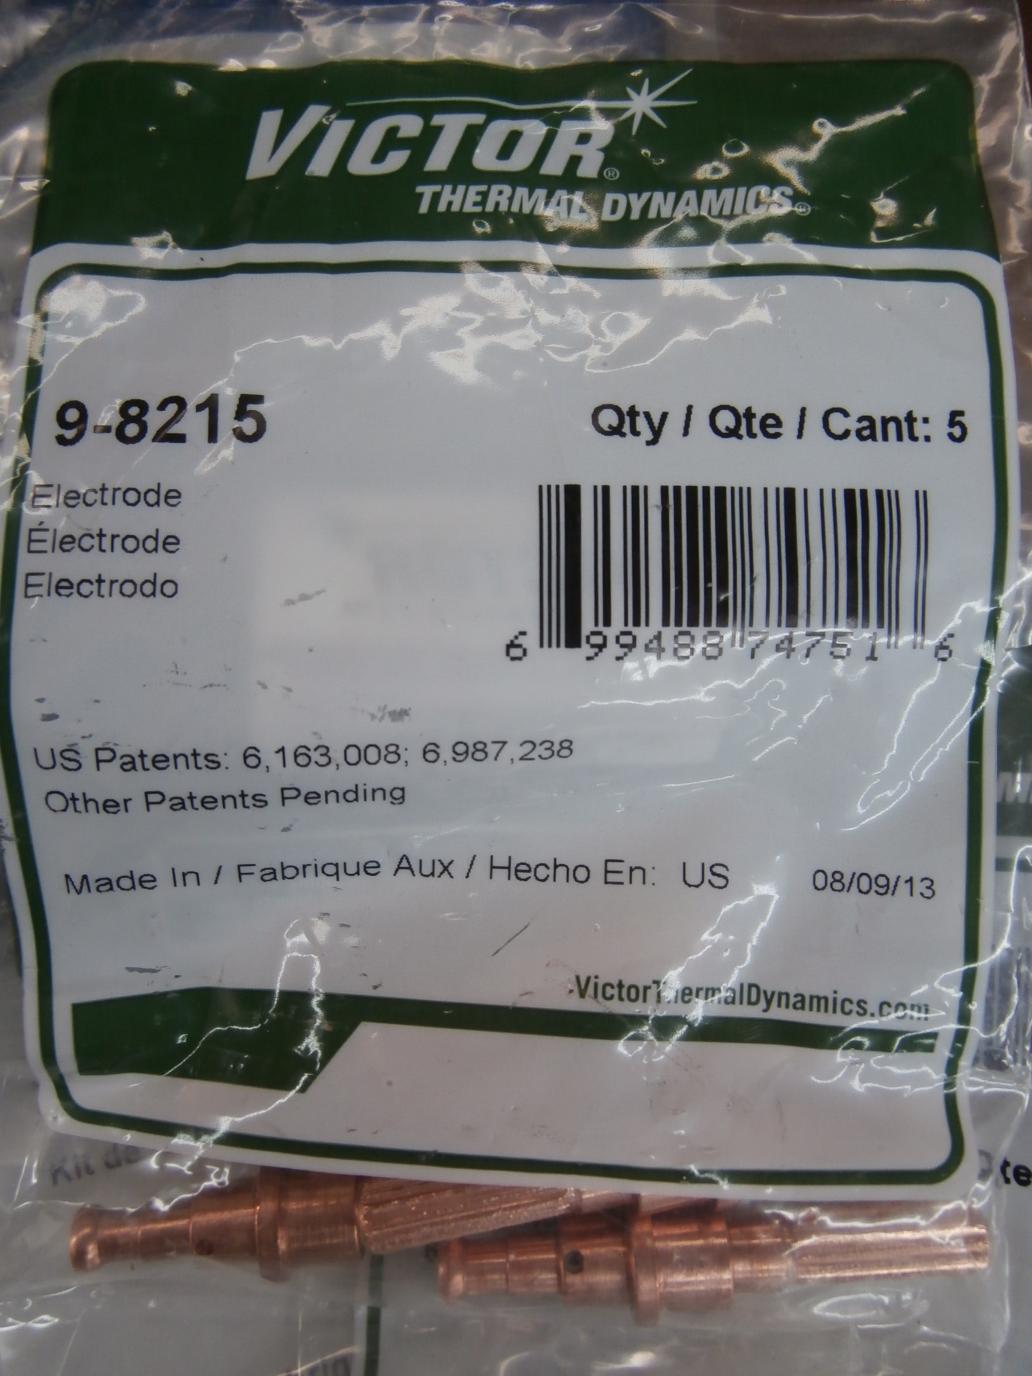 VICTOR®
THERMAL DYNAMICS®
9-8215
Qty / Qte / Cant: 5
Electrode
Électrode
Electrodo
6 99488 74751 6
US Patents: 6,163,008; 6,987,238
Other Patents Pending
Made In / Fabrique Aux / Hecho En: US
08/09/13
VictorThermalDynamics.com
Kit de